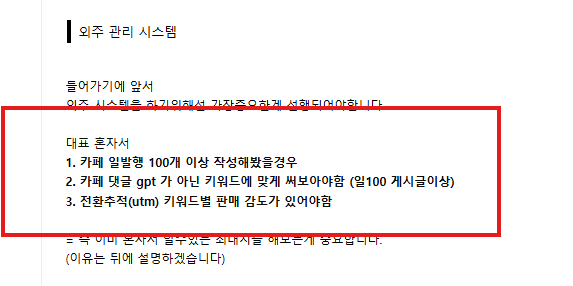 외주 관리 시스템
들어가기에 앞서
외주 시스템을 하기위해선 가장중요한게 선행되어야합니다
대표 혼자서
1. 카페 일발행 100개 이상 작성해봤을경우
2. 카페 댓글 gpt 가 아닌 키워드에 맞게 써보아야함 (일100 게시글이상)
3. 전환추적(utm) 키워드별 판매 감도가 있어야함
= 즉 이미 혼자서 할수있는 최대치를 해보는게 중요합니다.
(이유는 뒤에 설명하겠습니다)